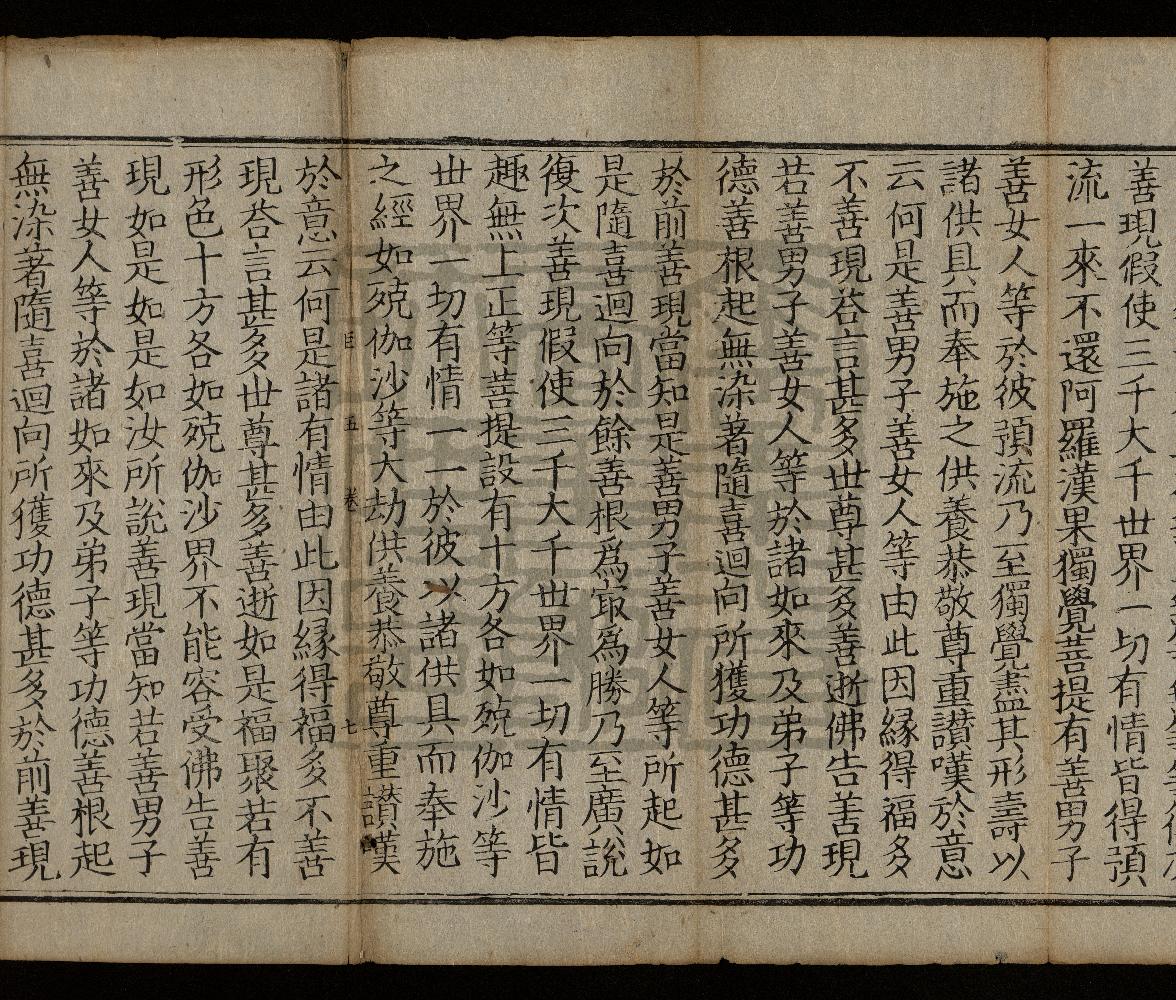 善現假使三千大千世界一切有情皆得預
流一來不還阿羅漢果獨覺菩提有善男子
善女人等於彼預流乃至獨覺盡其形壽以
諸供具而奉施之供養恭敬尊重讃嘆於意
云何是善男子善女人等由此因緣得福多
不善現荅言甚多世尊甚多善逝佛告善現
若善男子善女人等於諸如來及弟子等功
德善根起無染著隨喜迴向所獲功德甚多
於前善現當知是善男子善女人等所起如
是隨喜迴向於餘善根爲㝡爲勝乃至廣說
復次善現假使三千大千世界一切有情皆
趣無上正等菩提設有十方各如殑伽沙等
世界一切有情一一於彼以諸供具而奉施
之經如殑伽沙等大劫供養恭敬尊重讃嘆
巨 五 卷 七
於意云何是諸有情由此因緣得福多不善
現荅言甚多世尊甚多善逝如是福聚若有
形色十方各如殑伽沙界不能容受佛告善
現如是如是如汝所說善現當知若善男子
善女人等於諸如來及弟子等功德善根起
無染著隨喜迴向所獲功德甚多於前善現